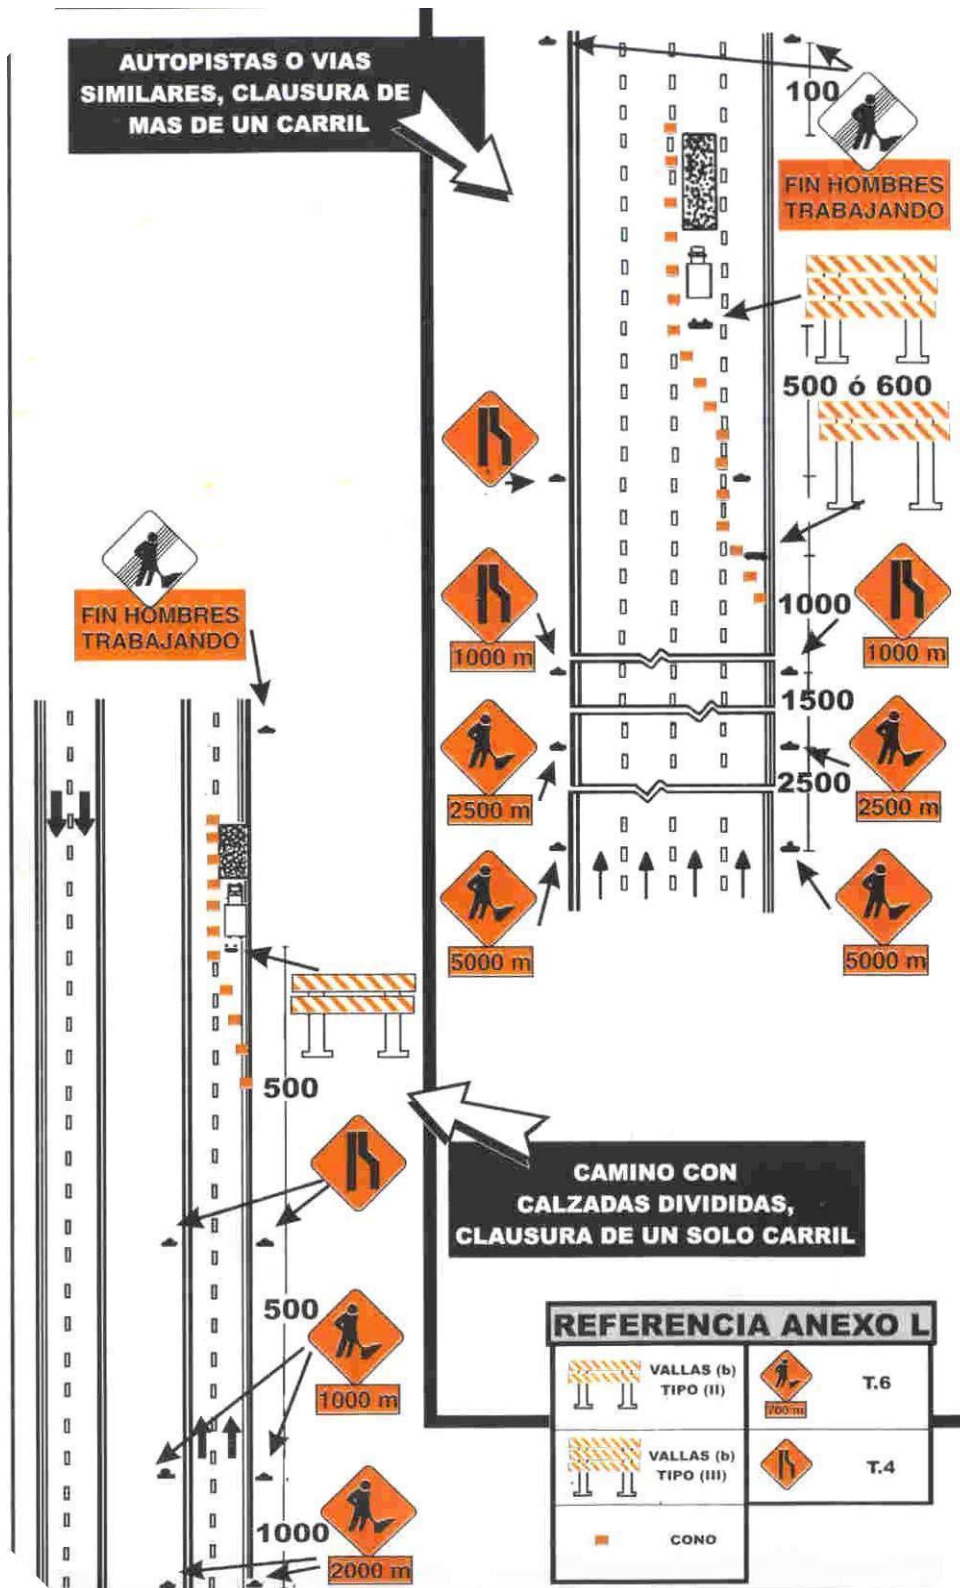 AUTOPISTAS O VIAS
SIMILARES, CLAUSURA DE
MAS DE UN CARRIL
100
FIN HOMBRES
TRABAJANDO
500 ó 600
1000 m
1000
1000 m
1500
2500 m
2500
2500 m
5000 m
5000 m
FIN HOMBRES
TRABAJANDO
500
500
1000 m
1000
2000 m
CAMINO CON
CALZADAS DIVIDIDAS,
CLAUSURA DE UN SOLO CARRIL
REFERENCIA ANEXO L
VALLAS (b)
TIPO (II)
700 m
T.6
VALLAS (b)
TIPO (III)
T.4
CONO